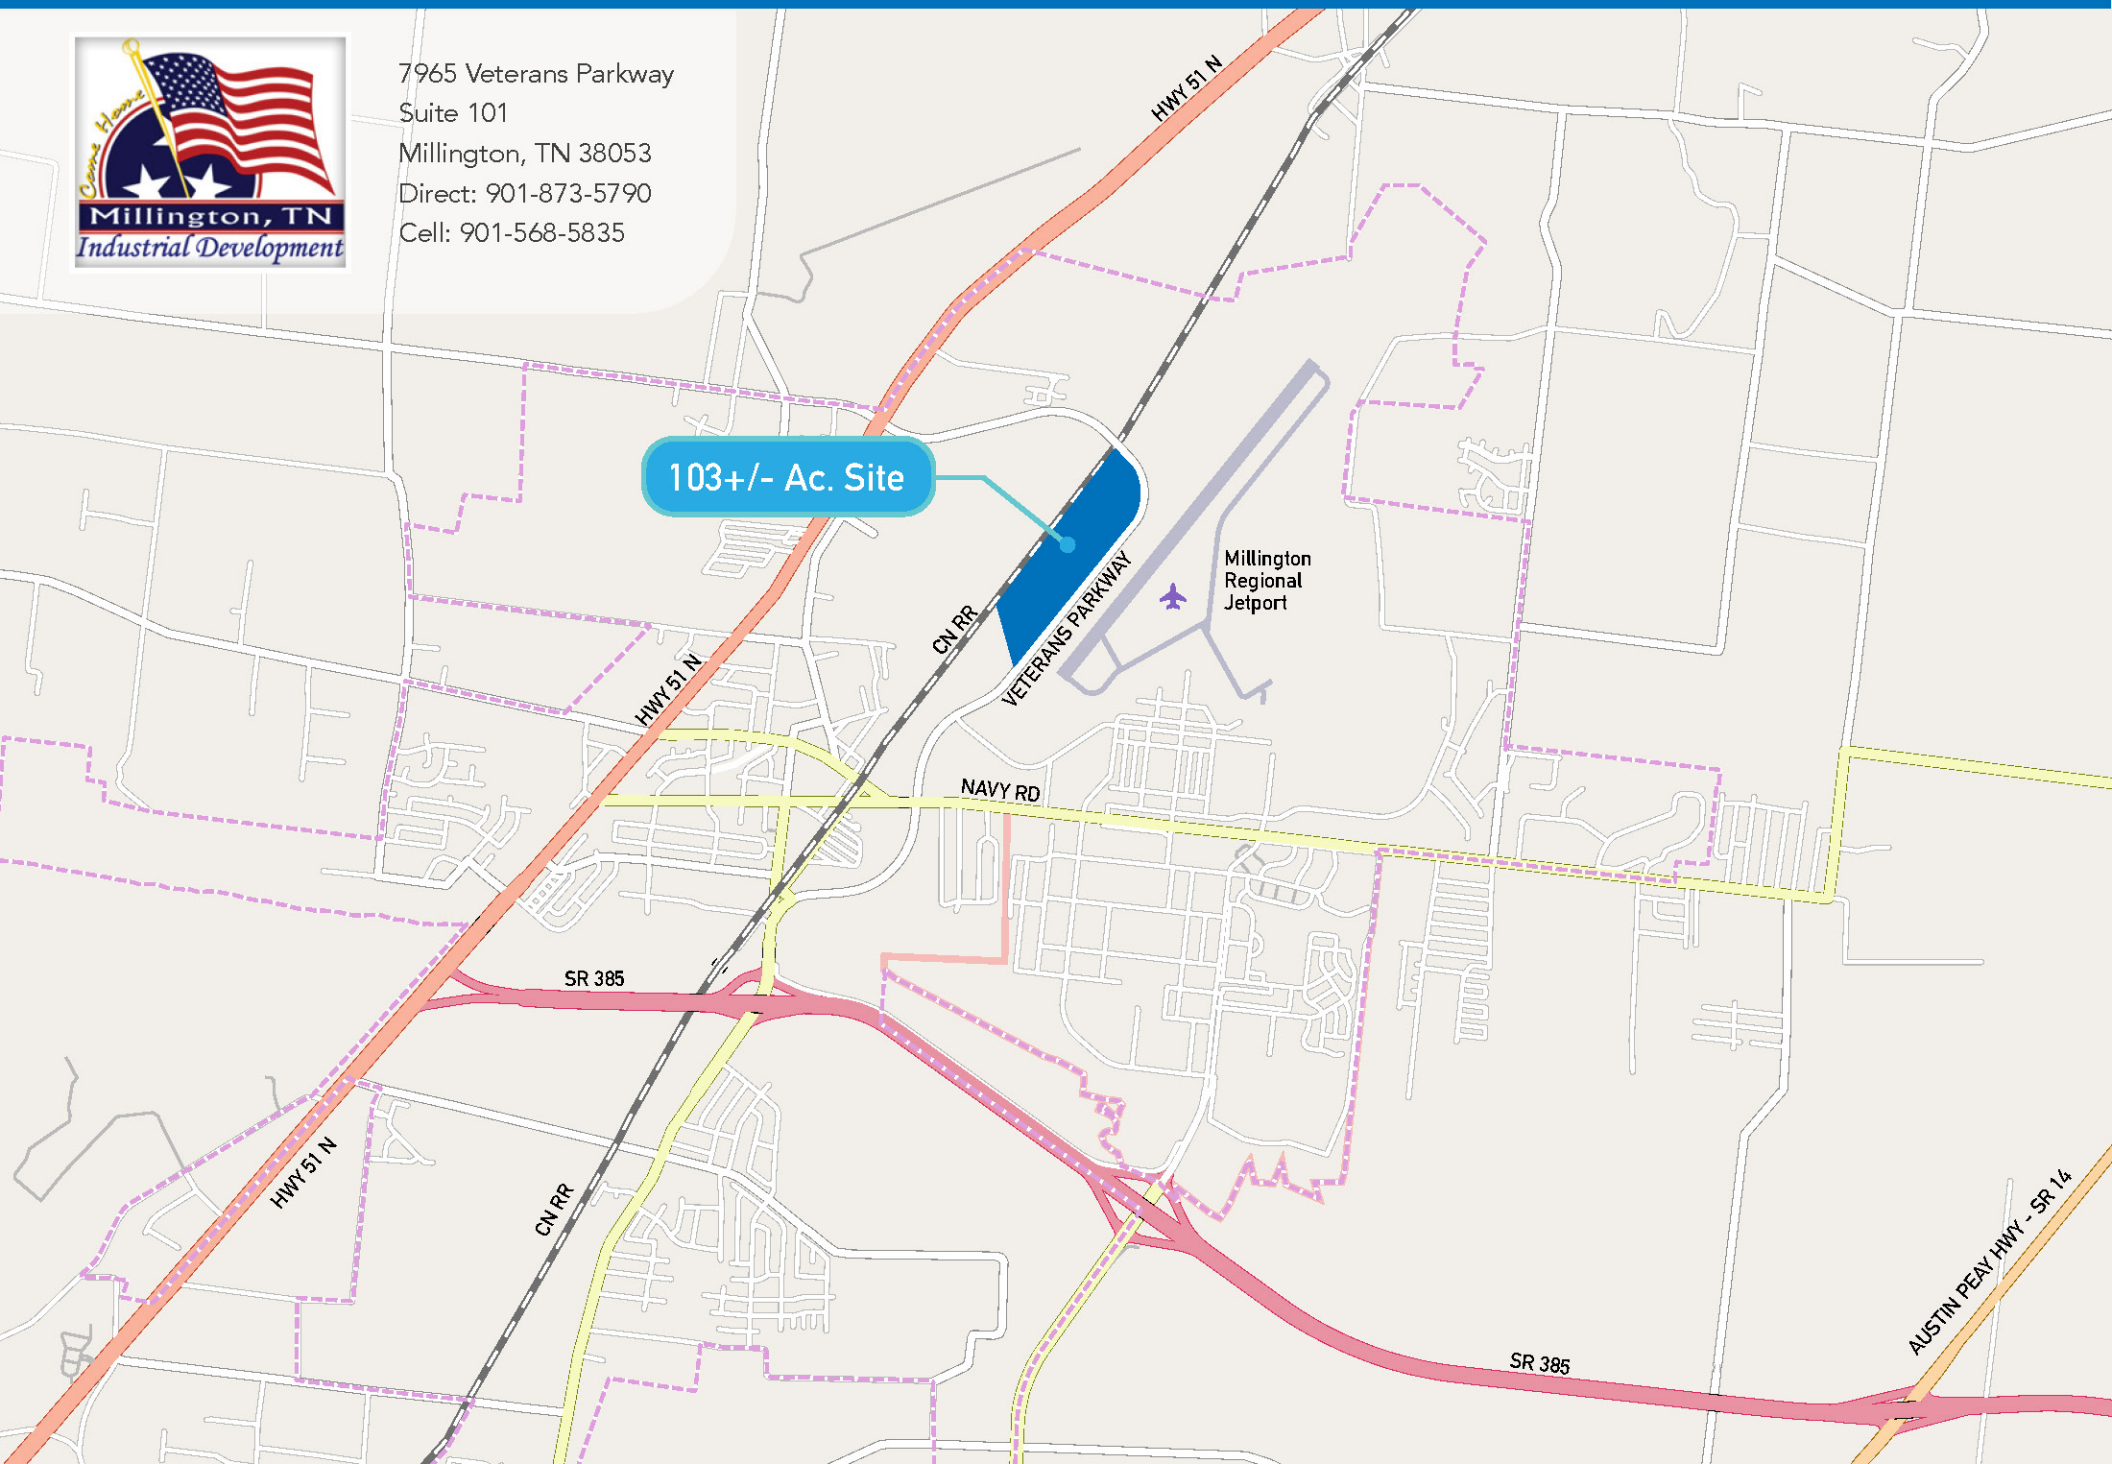 Come Home
Millington, TN
Industrial Development
7965 Veterans Parkway
Suite 101
Millington, TN 38053
Direct: 901-873-5790
Cell: 901-568-5835
HWY 51 N
103+/- Ac. Site
Millington
Regional
Jetport
CN RR
VETERANS PARKWAY
HWY 51 N
NAVY RD
SR 385
HWY 51 N
CN RR
AUSTIN PEAY HWY - SR 14
SR 385